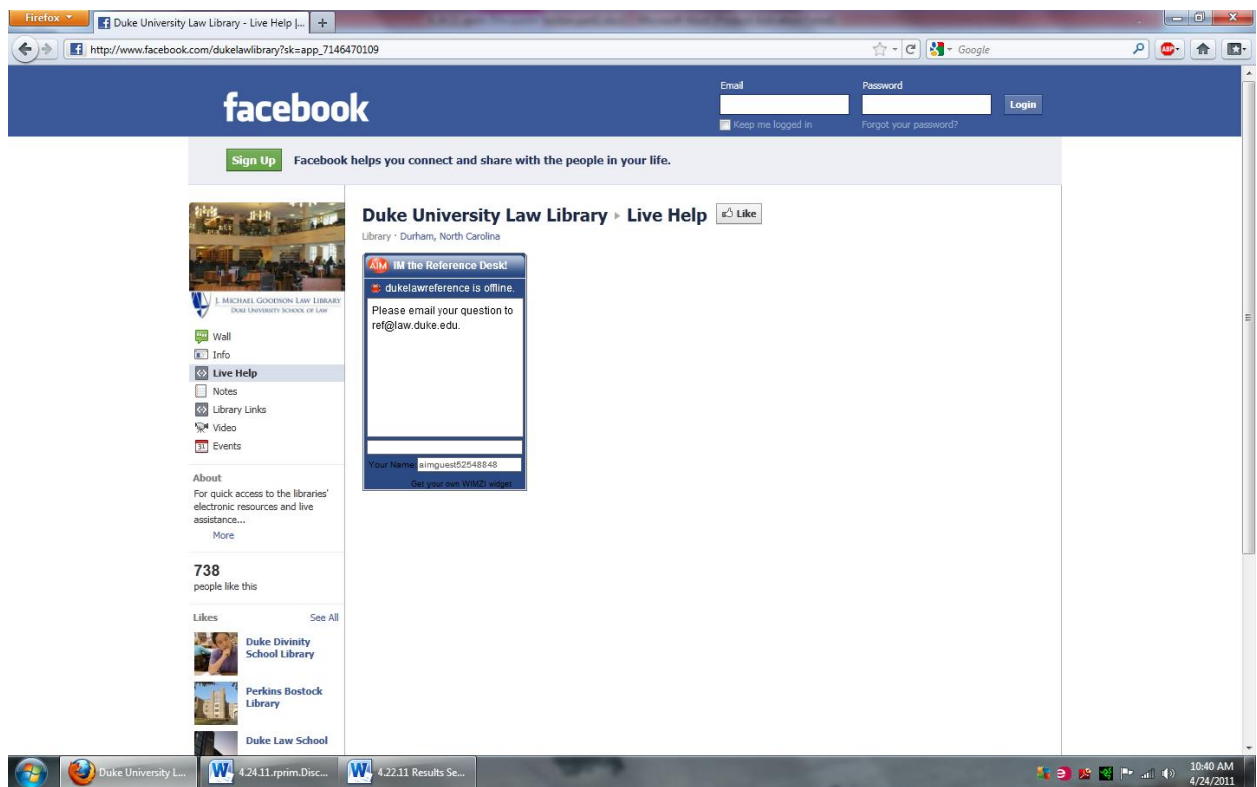 Firefox
Duke University Law Library - Live Help |...
http://www.facebook.com/dukelawlibrary?sk=app_7146470109
Google
ABP
facebook
Email
Password
Login
Keep me logged in
Forgot your password?
Sign Up
Facebook helps you connect and share with the people in your life.
J. MICHAEL GOODSON LAW LIBRARY
DUKE UNIVERSITY SCHOOL OF LAW
Wall
Info
Live Help
Notes
Library Links
Video
31 Events
About
For quick access to the libraries'
electronic resources and live
assistance...
More
738
people like this
Likes See All
Duke Divinity
School Library
Perkins Bostock
Library
Duke Law School
Duke University Law Library Live Help
Like
Library · Durham, North Carolina
AIM IM the Reference Desk!
dukelawreference is offline.
Please email your question to
ref@law.duke.edu.
Your Name: aimguest52548848
Get your own WIMZI widget
Duke University L...
4.24.11.rprim.Disc...
4.22.11 Results Se...
10:40 AM
4/24/2011